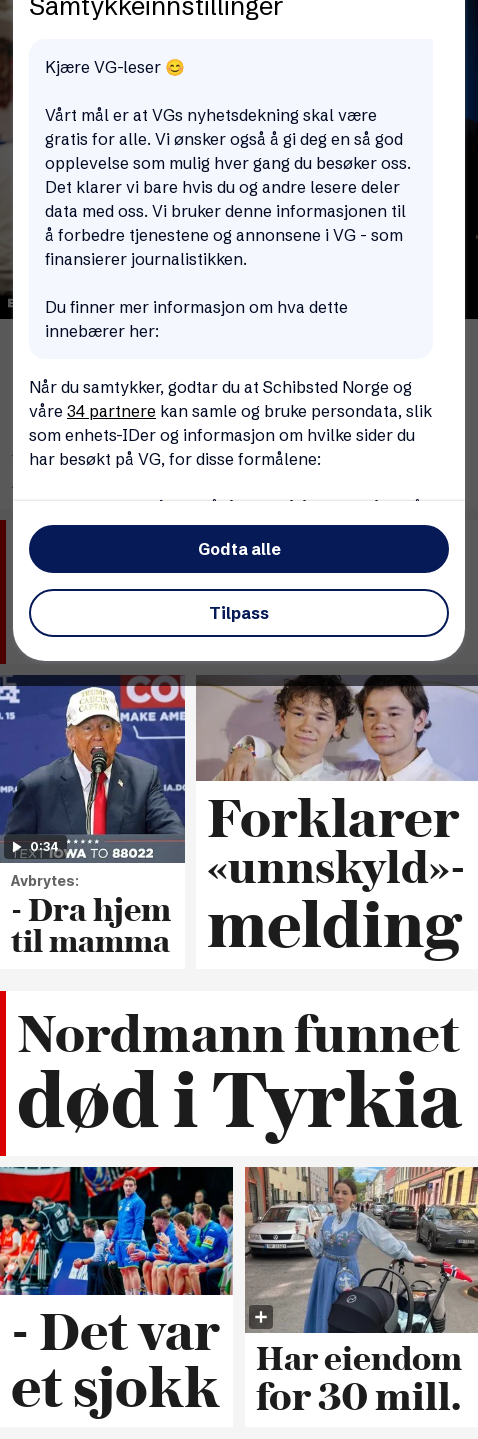 Samtykkeinnstillinger
Kjære VG-leser 😊
Vårt mål er at VGs nyhetsdekning skal være
gratis for alle. Vi ønsker også å gi deg en så god
opplevelse som mulig hver gang du besøker oss.
Det klarer vi bare hvis du og andre lesere deler
data med oss. Vi bruker denne informasjonen til
å forbedre tjenestene og annonsene i VG - som
finansierer journalistikken.
Du finner mer informasjon om hva dette
innebærer her:
Når du samtykker, godtar du at Schibsted Norge og
våre 34 partnere kan samle og bruke persondata, slik
som enhets-IDer og informasjon om hvilke sider du
har besøkt på VG, for disse formålene:
Godta alle
Tilpass
TRUMP
CAUCUS
CAPTAIN
MAKE AME
0:34
TEXT IOWA TO 88022
Avbrytes:
- Dra hjem
til mamma
Forklarer
«unnskyld»-
melding
Nordmann funnet
død i Tyrkia
- Det var
et sjokk
Har eiendom
for 30 mill.